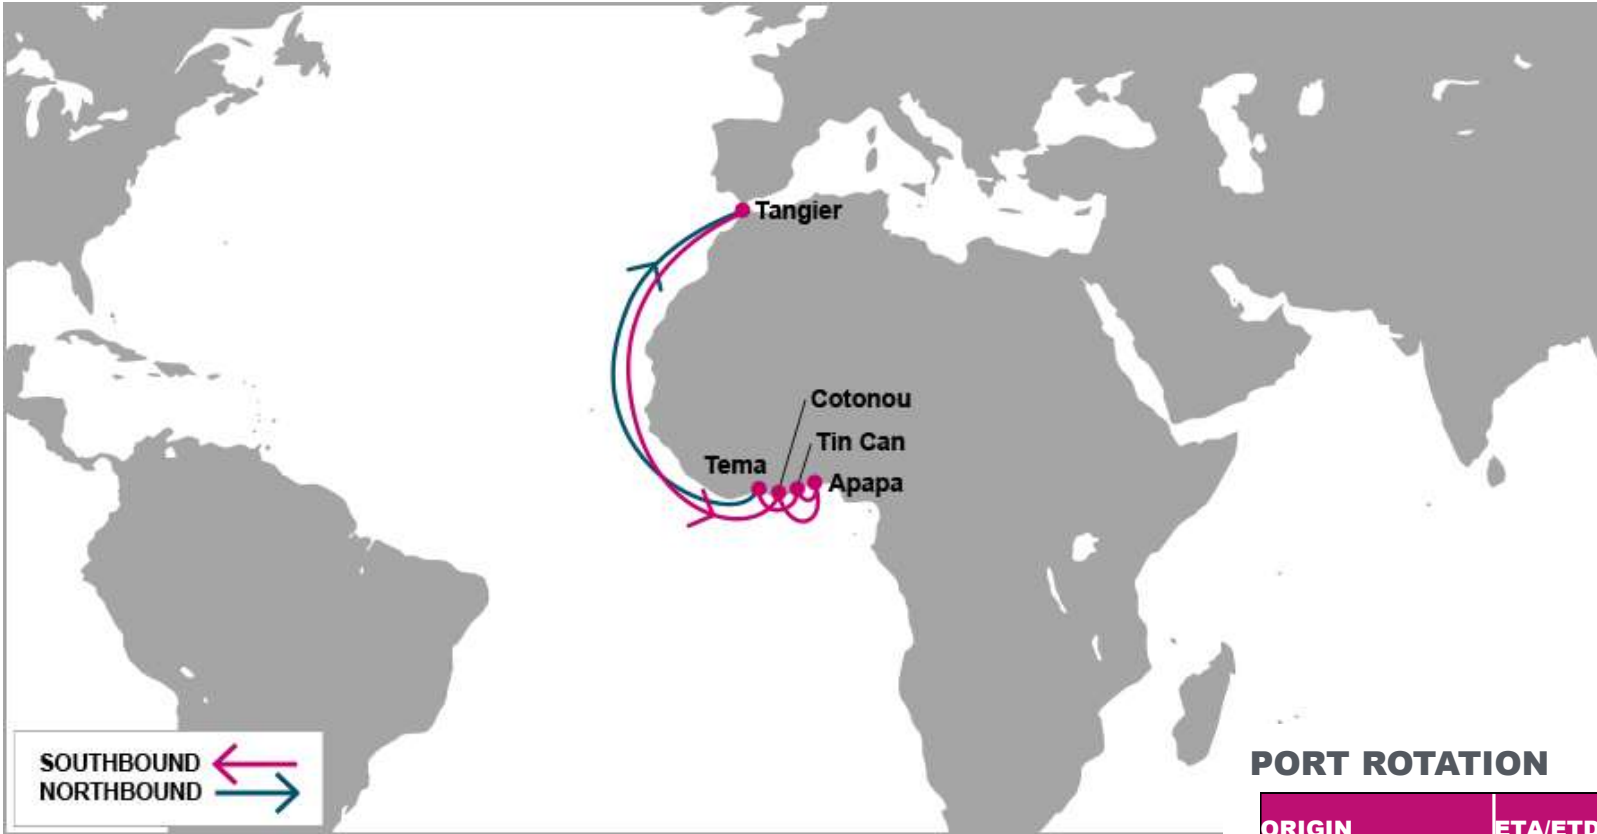 Tangier
Cotonou
Tin Can
Tema
Apapa
SOUTHBOUND
NORTHBOUND
PORT ROTATION
ORIGIN
ETA/ETD